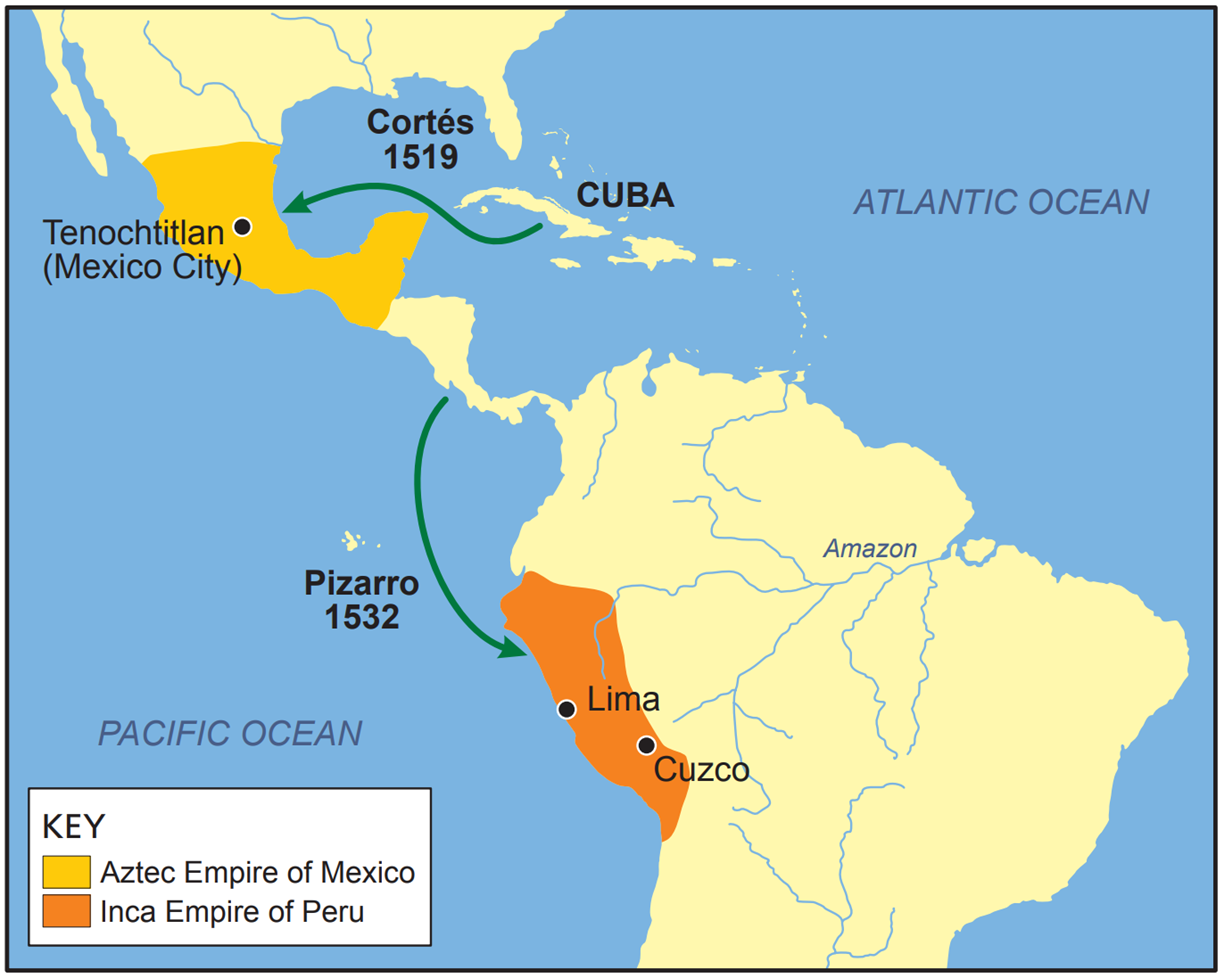 Cortés
1519
CUBA
ATLANTIC OCEAN
Tenochtitlan
(Mexico City)
Amazon
Pizarro
1532
Lima
PACIFIC OCEAN
Cuzco
KEY
Aztec Empire of Mexico
Inca Empire of Peru